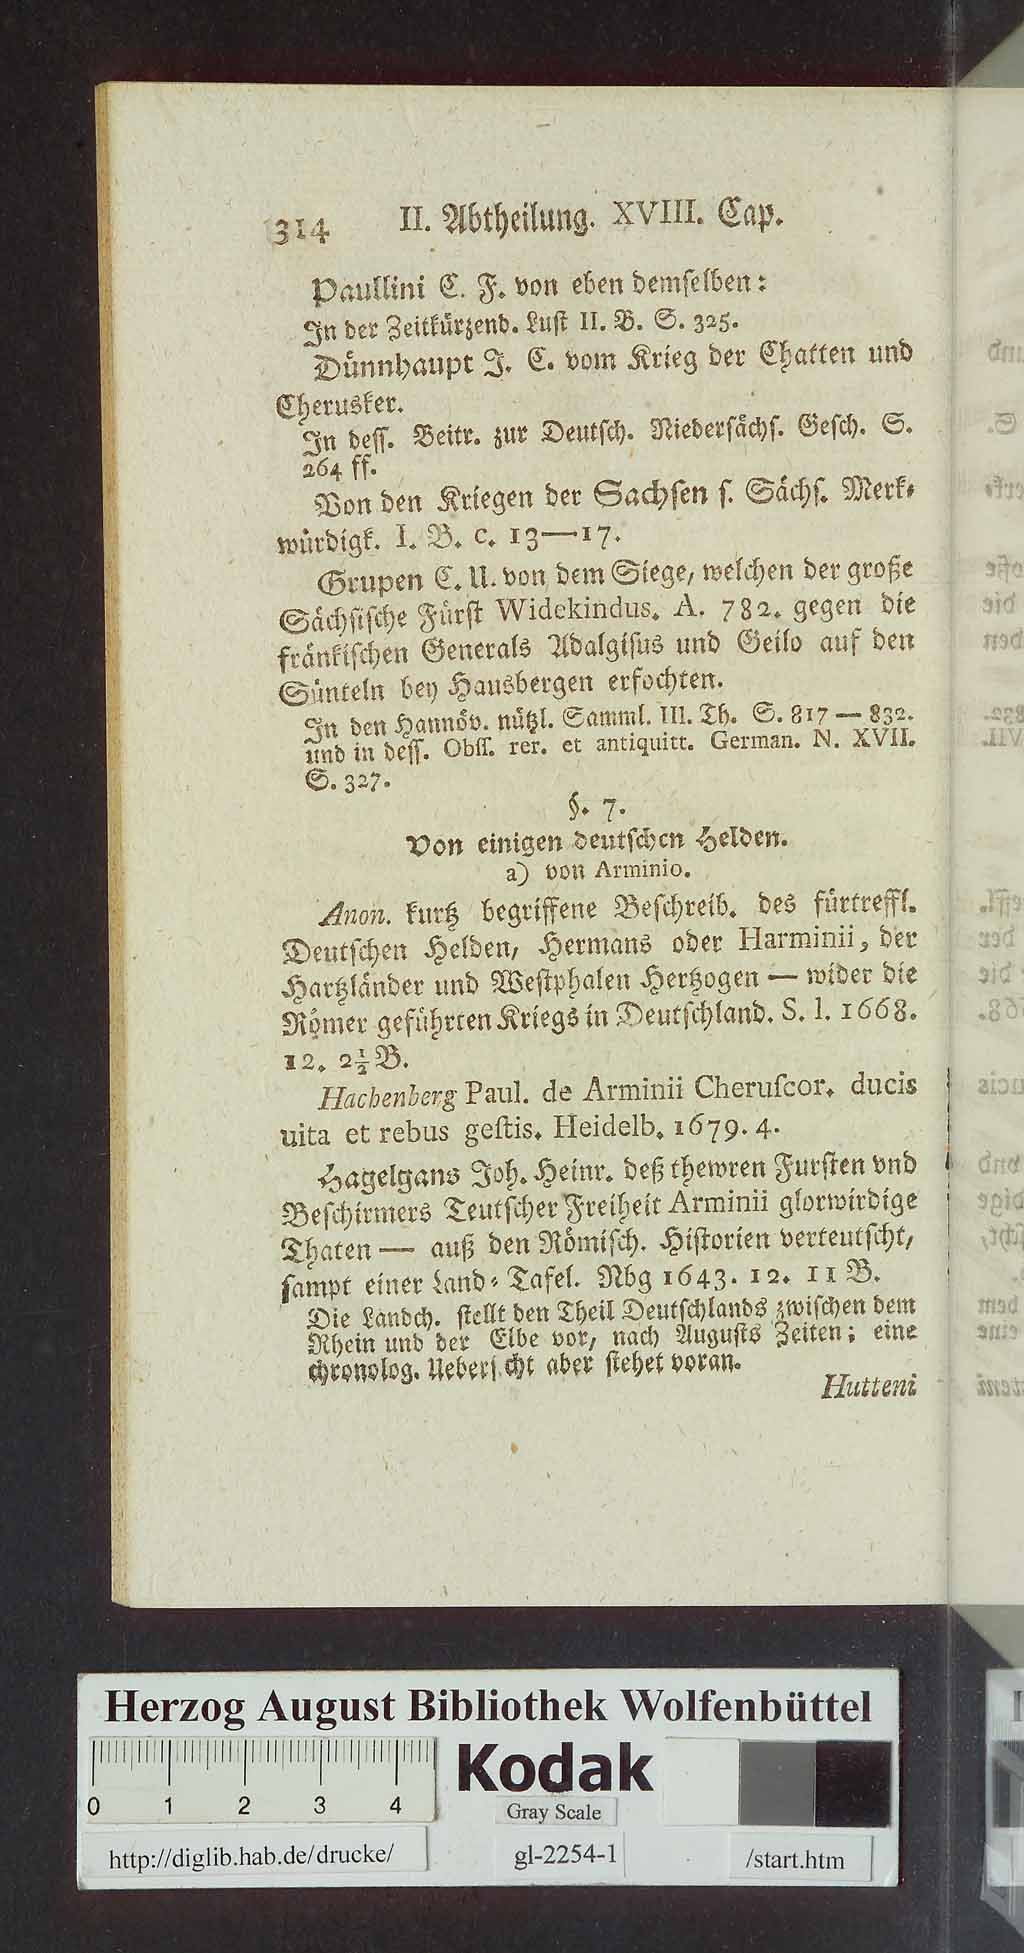 314 II. Abtheilung. XVIII. Cap.
Paullini C. F. von eben demselben:
In der Zeitkürzend. Lust II. B. S. 325.
Dünnhaupt J. C. vom Krieg der Chatten und
Cherusker.
In dess. Beitr. zur Deutsch. Niedersächs. Gesch. S.
264 ff.
Von den Kriegen der Sachsen s. Sächs. Merk-
würdigk. I. B. c. 13—17.
Grupen C. U. von dem Siege, welchen der große
Sächsische Fürst Widekindus. A. 782. gegen die
fränkischen Generals Adalgisus und Geilo auf den
Sünteln bey Hausbergen erfochten.
In den Hannöv. nützl. Samml. III. Th. S. 817 — 832.
und in dess. Obss. rer. et antiquitt. German. N. XVII.
S. 327.
§. 7.
Von einigen deutschen Helden.
a) von Arminio.
Anon. kurtz begriffene Beschreib. des fürtreffl.
Deutschen Helden, Hermans oder Harminii, der
Hartzländer und Westphalen Hertzogen — wider die
Römer geführten Kriegs in Deutschland. S. l. 1668.
12. 2½ B.
Hachenberg Paul. de Arminii Cheruscor. ducis
uita et rebus gestis. Heidelb. 1679. 4.
Hagelgans Joh. Heinr. deß thewren Fursten vnd
Beschirmers Teutscher Freiheit Arminii glorwirdige
Thaten — auß den Römisch. Historien verteutscht,
sampt einer Land-Tafel. Nbg 1643. 12. 11 B.
Die Landch. stellt den Theil Deutschlands zwischen dem
Rhein und der Elbe vor, nach Augusts Zeiten; eine
chronolog. Uebersicht aber stehet voran.
Hutteni
Herzog August Bibliothek Wolfenbüttel
0 1 2 3 4
Kodak
Gray Scale
http://diglib.hab.de/drucke/ gl-2254-1 /start.htm